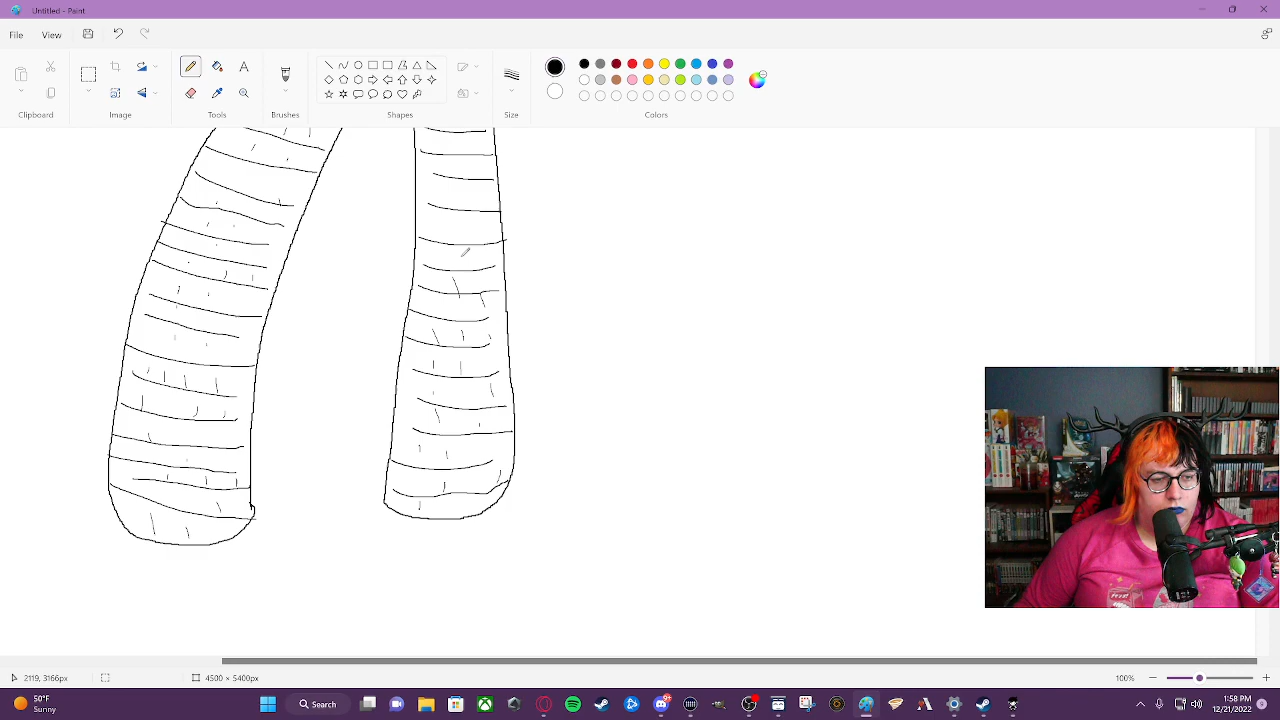 Untitled - Paint
File View
Clipboard Image Tools Brushes Shapes Size Colors
2119, 3166px 4500 × 5400px 100%
50°F
Sunny
Search
1:58 PM
12/21/2022